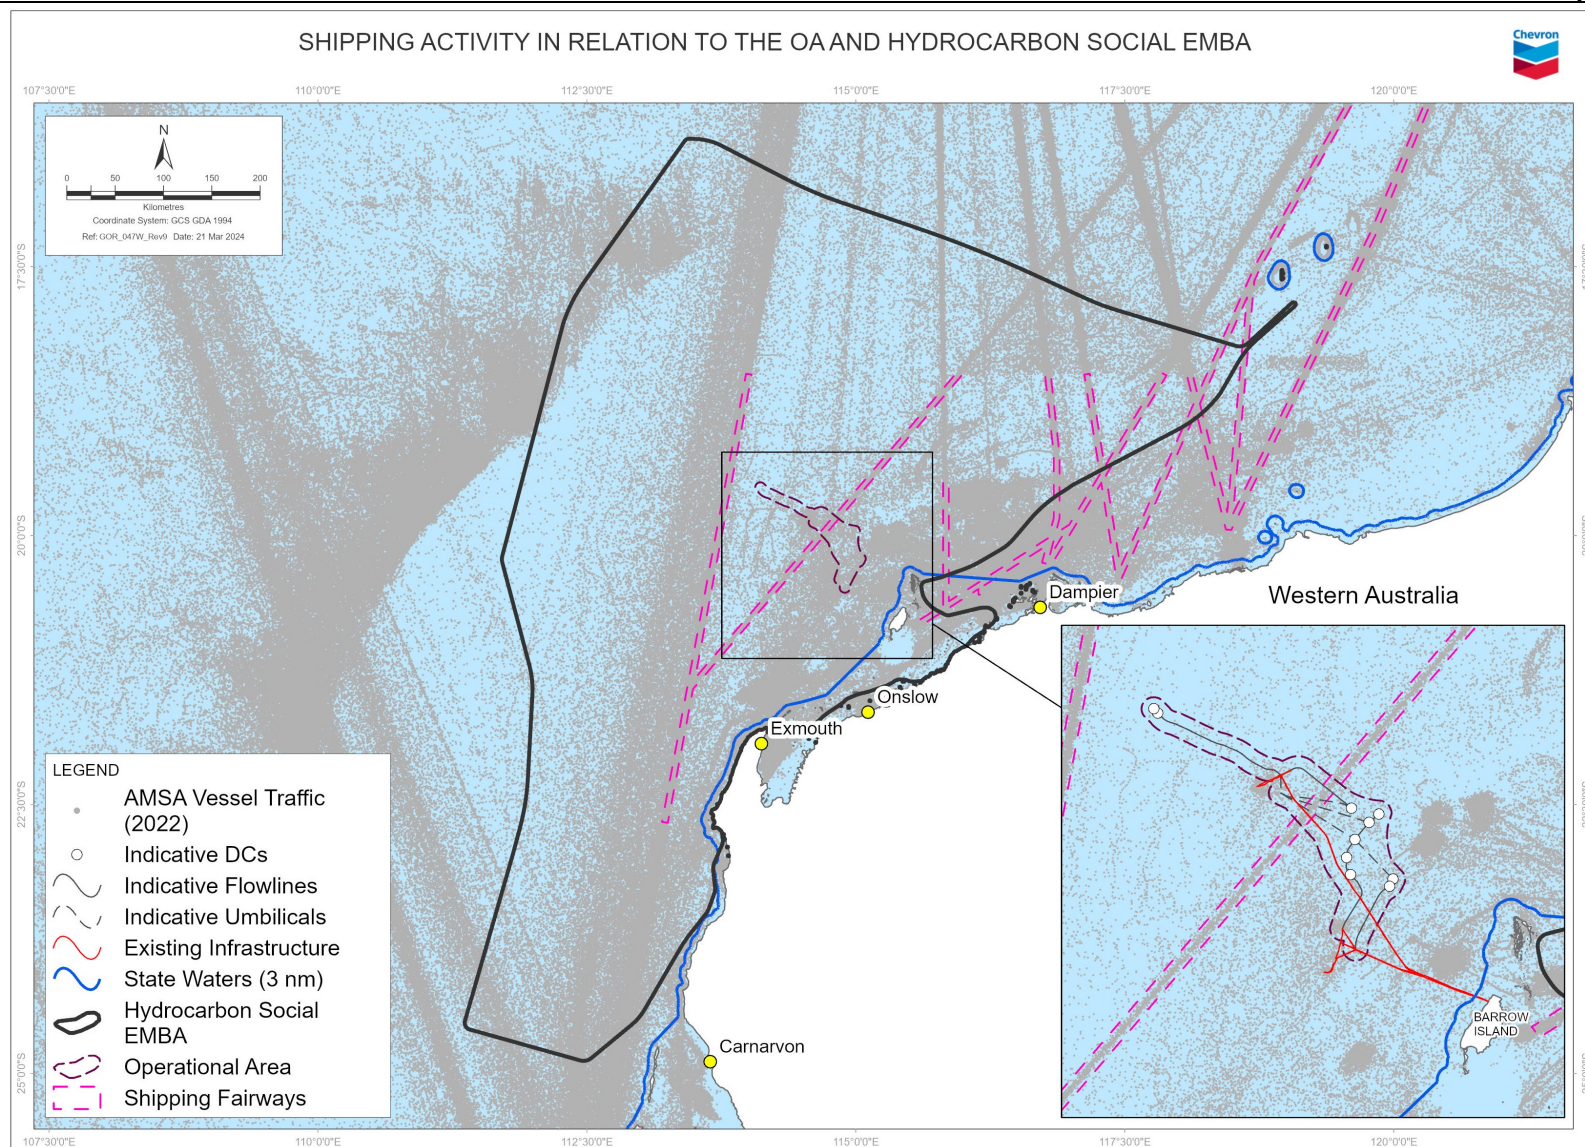 SHIPPING ACTIVITY IN RELATION TO THE OA AND HYDROCARBON SOCIAL EMBA
Chevron
107°30'0"E 110°0'0"E 112°30'0"E 115°0'0"E 117°30'0"E 120°0'0"E
N
0 50 100 150 200
Kilometres
Coordinate System: GCS GDA 1994
Ref: GOR_047W_Rev9 Date: 21 Mar 2024
17°30'0"S
20°0'0"S
22°30'0"S
25°0'0"S
Dampier
Western Australia
Onslow
Exmouth
Carnarvon
BARROW
ISLAND
LEGEND
AMSA Vessel Traffic
(2022)
Indicative DCs
Indicative Flowlines
Indicative Umbilicals
Existing Infrastructure
State Waters (3 nm)
Hydrocarbon Social
EMBA
Operational Area
Shipping Fairways
107°30'0"E 110°0'0"E 112°30'0"E 115°0'0"E 117°30'0"E 120°0'0"E